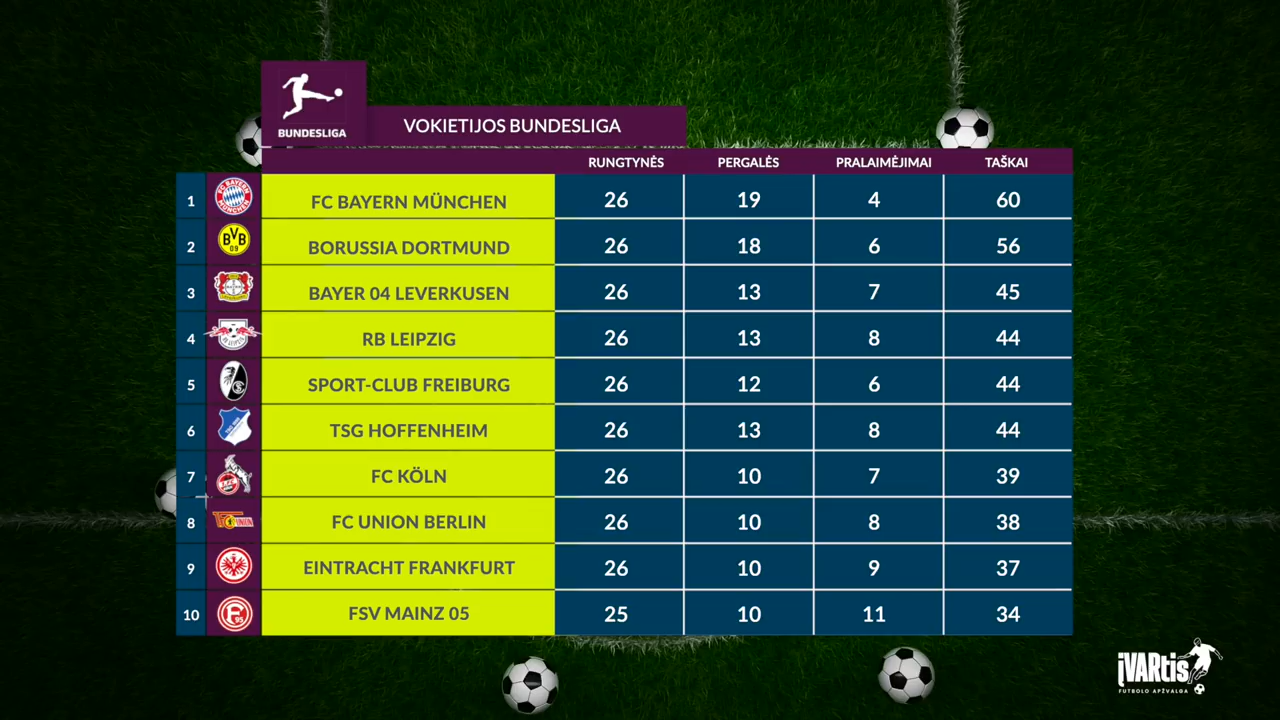 BUNDESLIGA
VOKIETIJOS BUNDESLIGA
RUNGTYNĖS PERGALĖS PRALAIMĖJIMAI TAŠKAI
1 FC BAYERN MÜNCHEN 26 19 4 60
2 BVB 09 BORUSSIA DORTMUND 26 18 6 56
3 BAYER 04 LEVERKUSEN 26 13 7 45
4 RB LEIPZIG 26 13 8 44
5 SPORT-CLUB FREIBURG 26 12 6 44
6 TSG HOFFENHEIM 26 13 8 44
7 FC KÖLN 26 10 7 39
8 FC UNION BERLIN 26 10 8 38
9 EINTRACHT FRANKFURT 26 10 9 37
10 F95 FSV MAINZ 05 25 10 11 34
įVARtis
FUTBOLO APŽVALGA